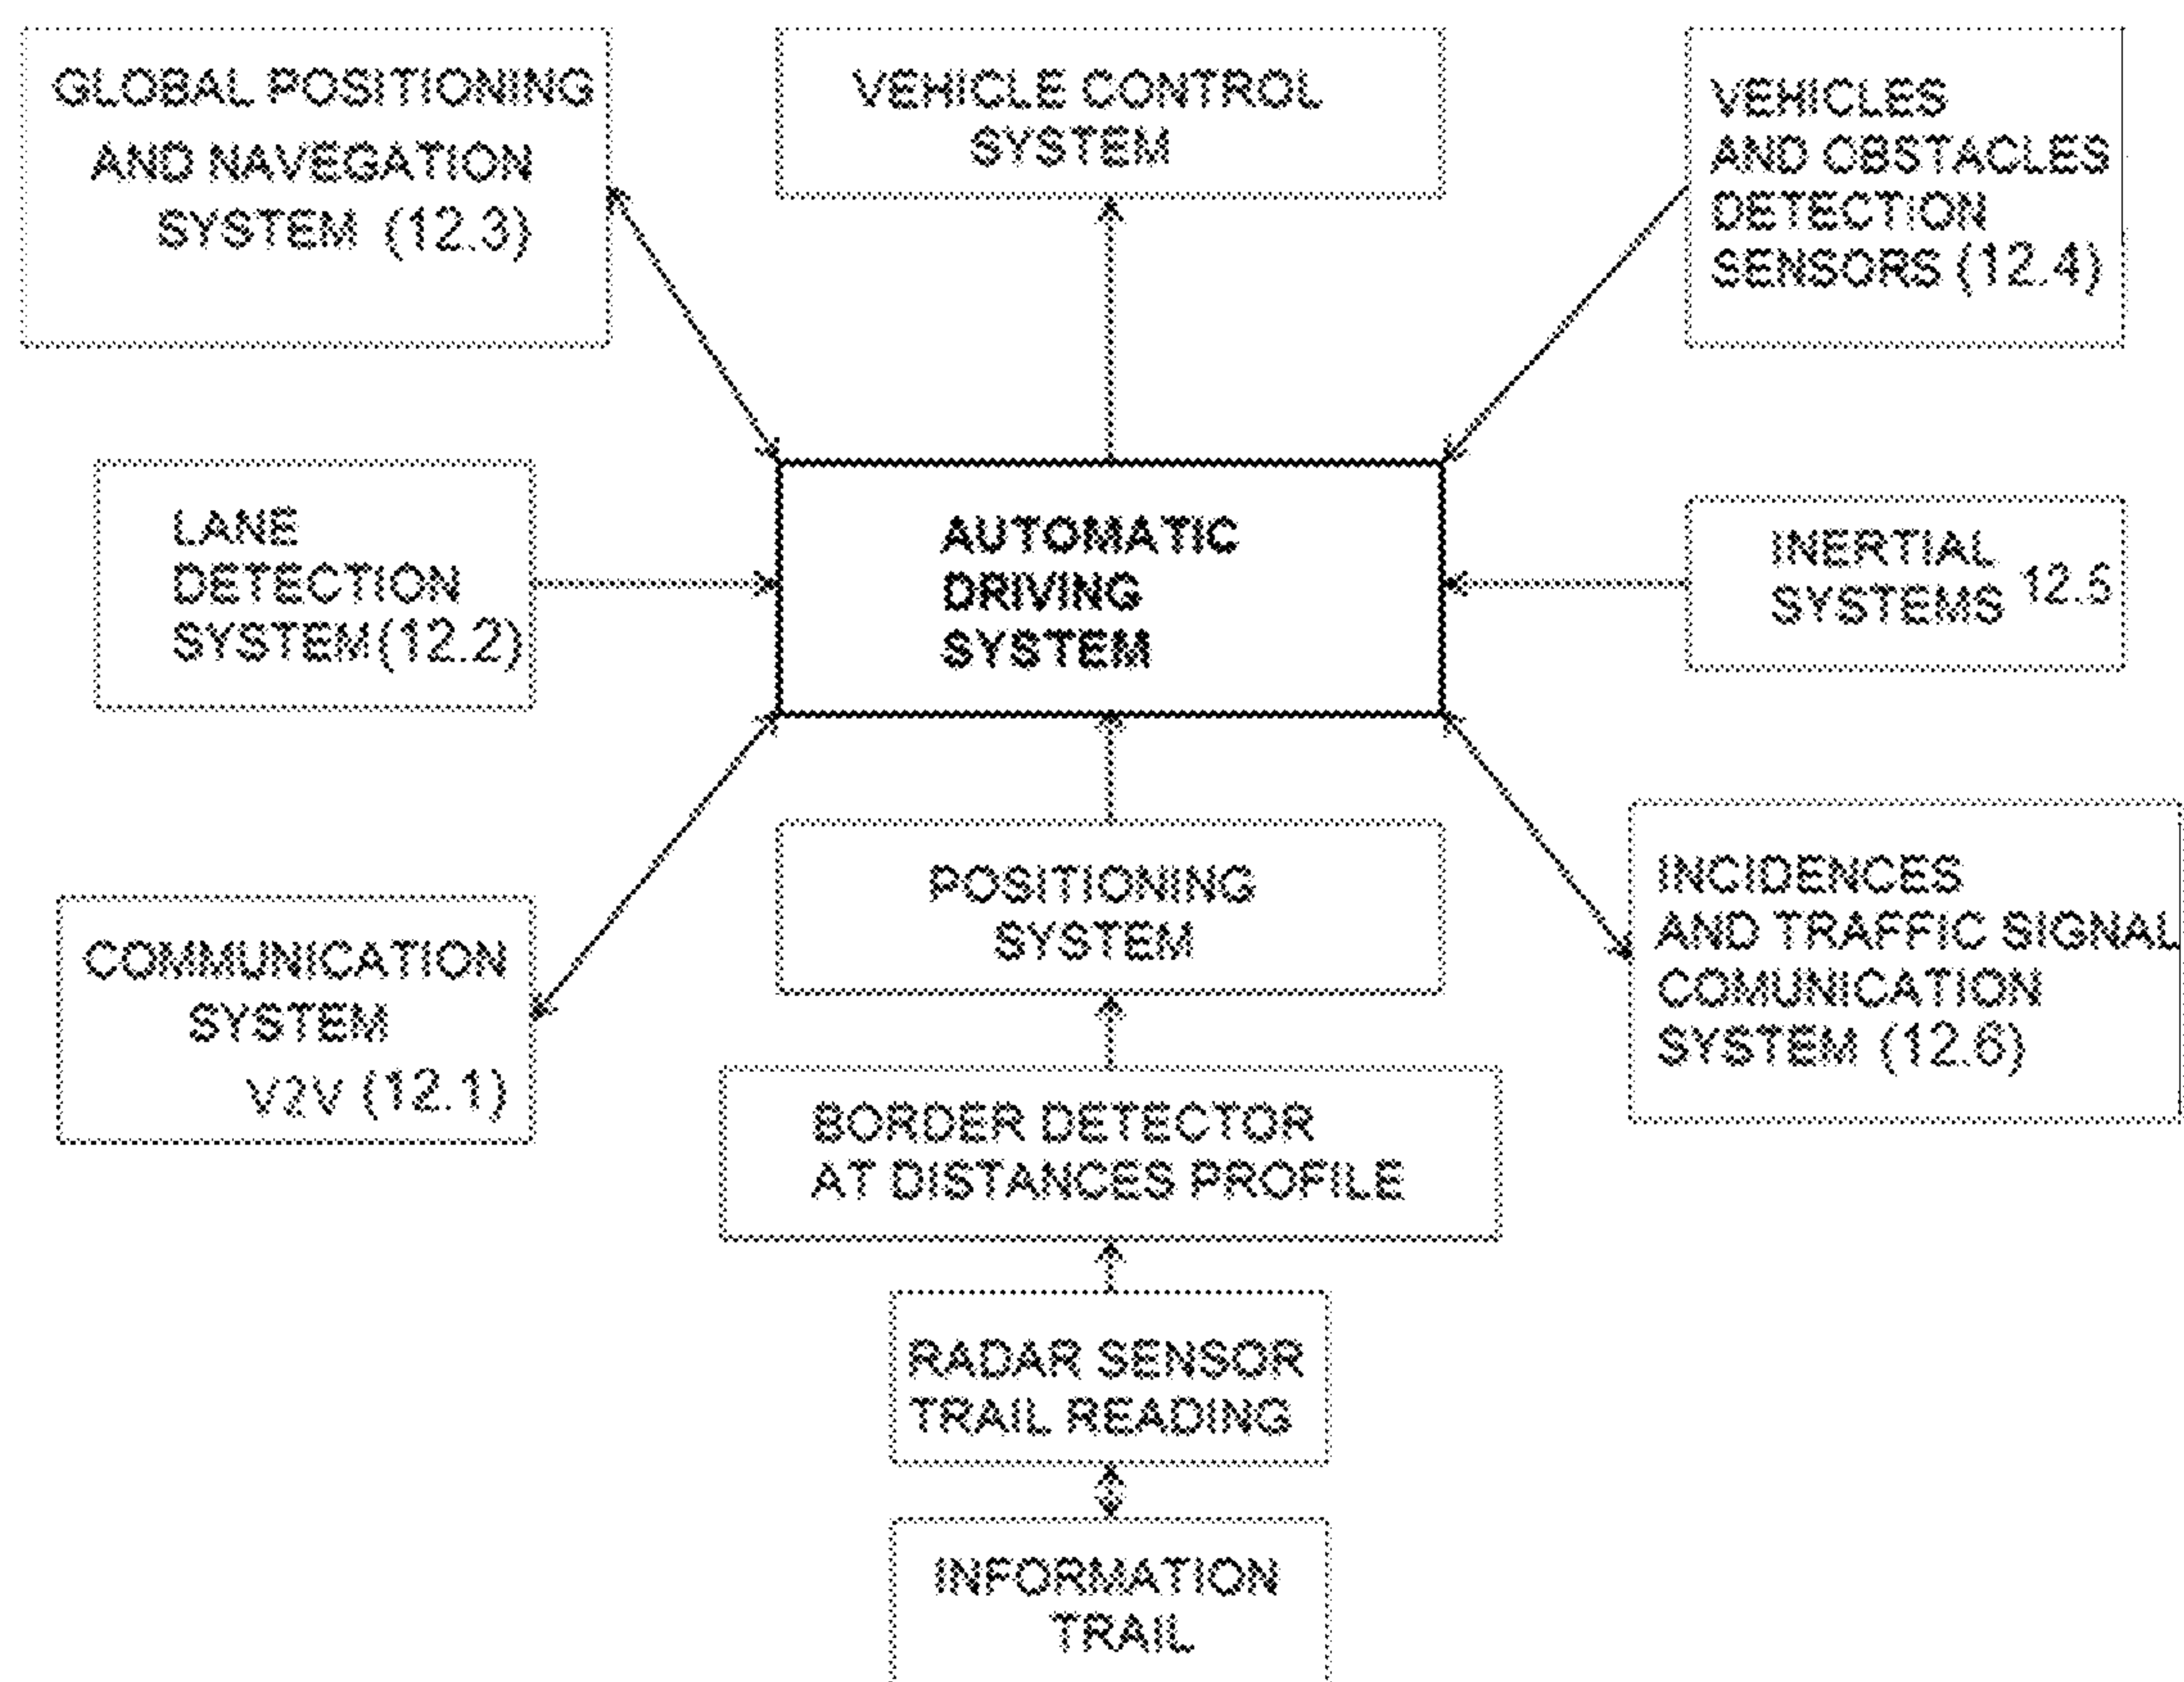 GLOBAL POSITIONING
AND NAVEGATION
SYSTEM (12.3)
VEHICLE CONTROL
SYSTEM
VEHICLES
AND OBSTACLES
DETECTION
SENSORS (12.4)
LANE
DETECTION
SYSTEM (12.2)
AUTOMATIC
DRIVING
SYSTEM
INERTIAL
SYSTEMS 12.5
COMMUNICATION
SYSTEM
V2V (12.1)
POSITIONING
SYSTEM
INCIDENCES
AND TRAFFIC SIGNAL
COMUNICATION
SYSTEM (12.6)
BORDER DETECTOR
AT DISTANCES PROFILE
RADAR SENSOR
TRAIL READING
INFORMATION
TRAIL